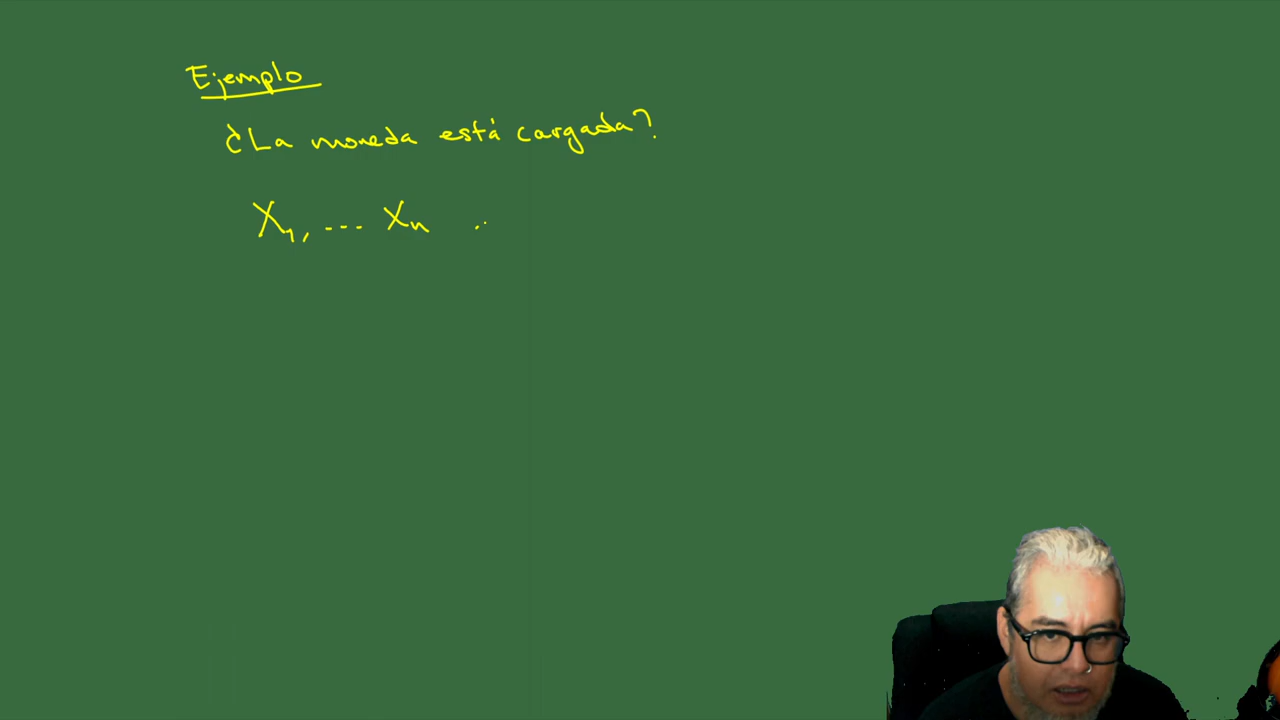 Ejemplo
¿La moneda está cargada?
X₁, ... Xₙ